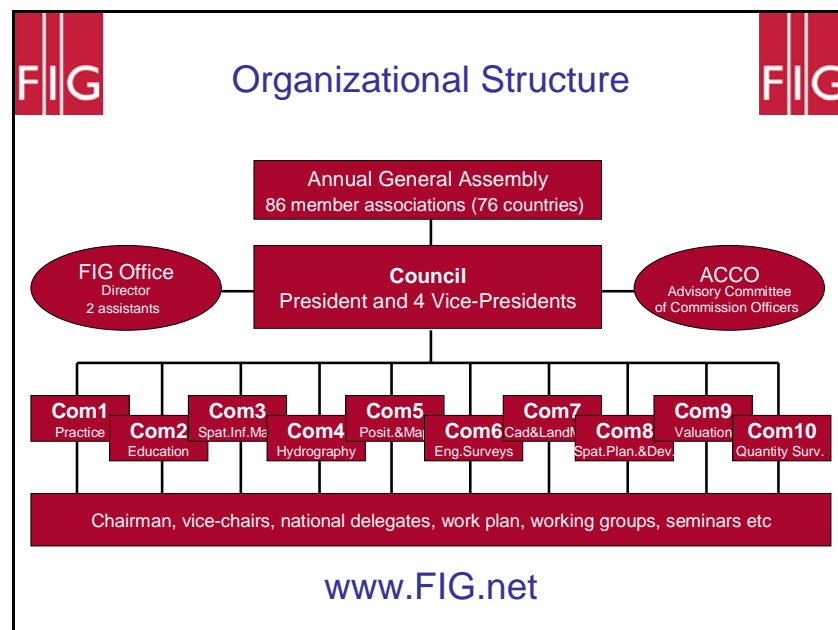 FIG
Organizational Structure
FIG
Annual General Assembly
86 member associations (76 countries)
FIG Office
Director
2 assistants
Council
President and 4 Vice-Presidents
ACCO
Advisory Committee
of Commission Officers
Com1
Practice
Com2
Education
Com3
Spat.Inf.Ma
Com4
Hydrography
Com5
Posit.&Map
Com6
Eng.Surveys
Com7
Cad&LandM
Com8
Spat.Plan.&Dev.
Com9
Valuation
Com10
Quantity Surv.
Chairman, vice-chairs, national delegates, work plan, working groups, seminars etc
www.FIG.net